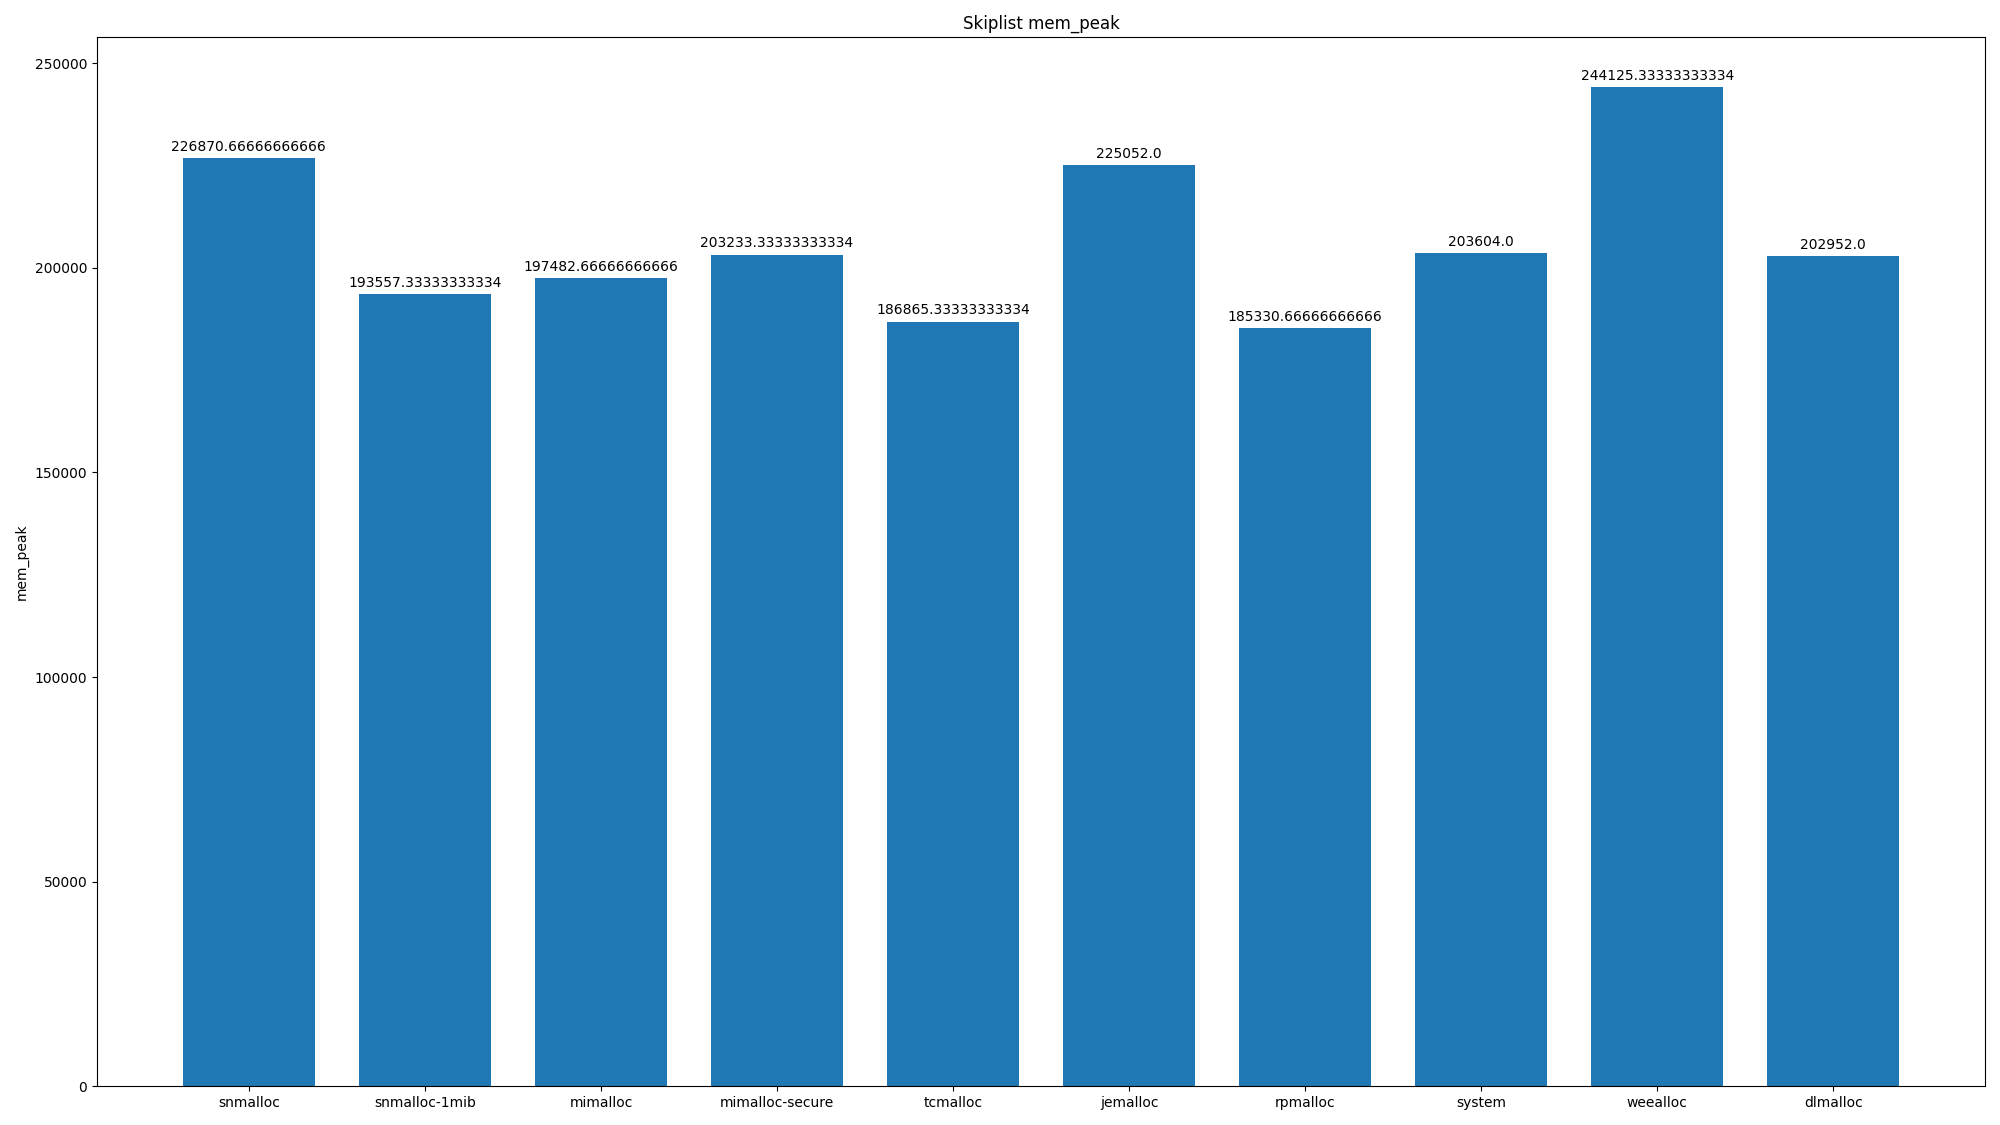 Skiplist mem_peak
250000
200000
150000
100000
50000
0
mem_peak
226870.66666666666
193557.33333333334
197482.66666666666
203233.33333333334
186865.33333333334
225052.0
185330.66666666666
203604.0
244125.33333333334
202952.0
snmalloc
snmalloc-1mib
mimalloc
mimalloc-secure
tcmalloc
jemalloc
rpmalloc
system
weealloc
dlmalloc